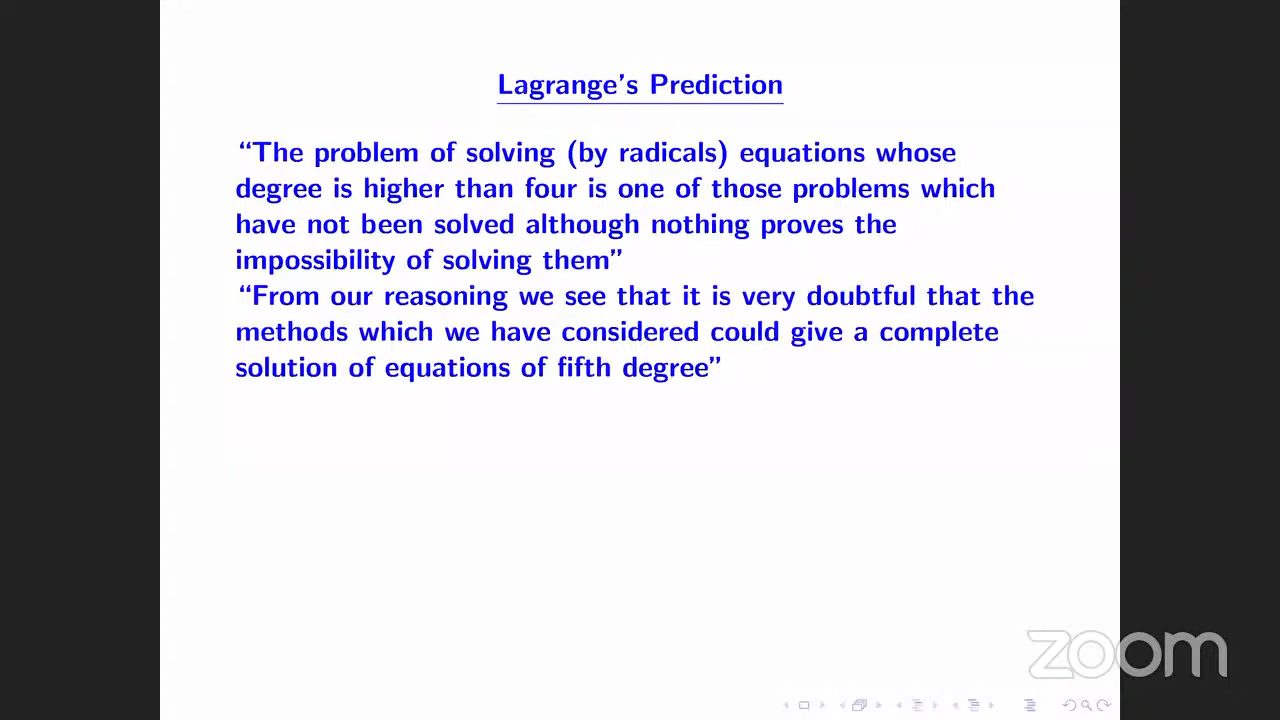 Lagrange's Prediction
“The problem of solving (by radicals) equations whose
degree is higher than four is one of those problems which
have not been solved although nothing proves the
impossibility of solving them”
“From our reasoning we see that it is very doubtful that the
methods which we have considered could give a complete
solution of equations of fifth degree”
zoom